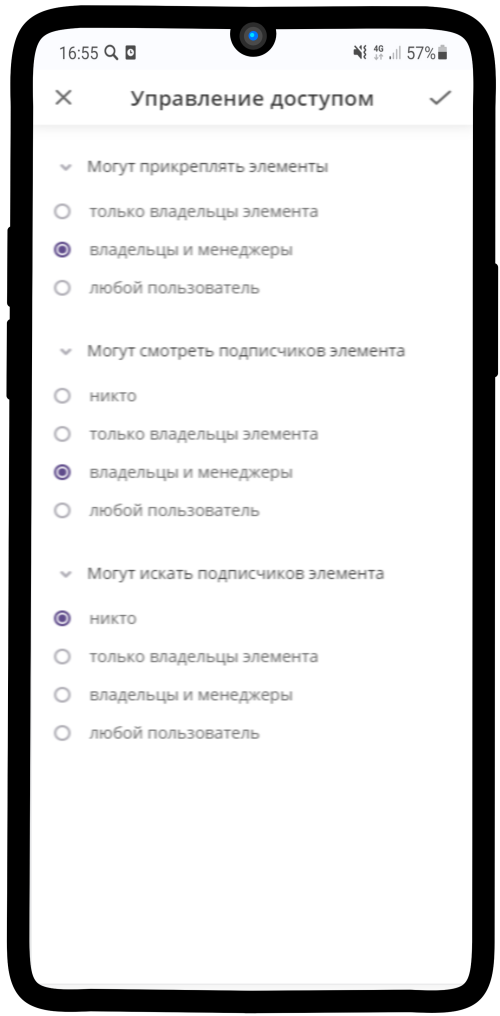 16:55 4G 57%
Управление доступом
Могут прикреплять элементы
только владельцы элемента
владельцы и менеджеры
любой пользователь
Могут смотреть подписчиков элемента
никто
только владельцы элемента
владельцы и менеджеры
любой пользователь
Могут искать подписчиков элемента
никто
только владельцы элемента
владельцы и менеджеры
любой пользователь